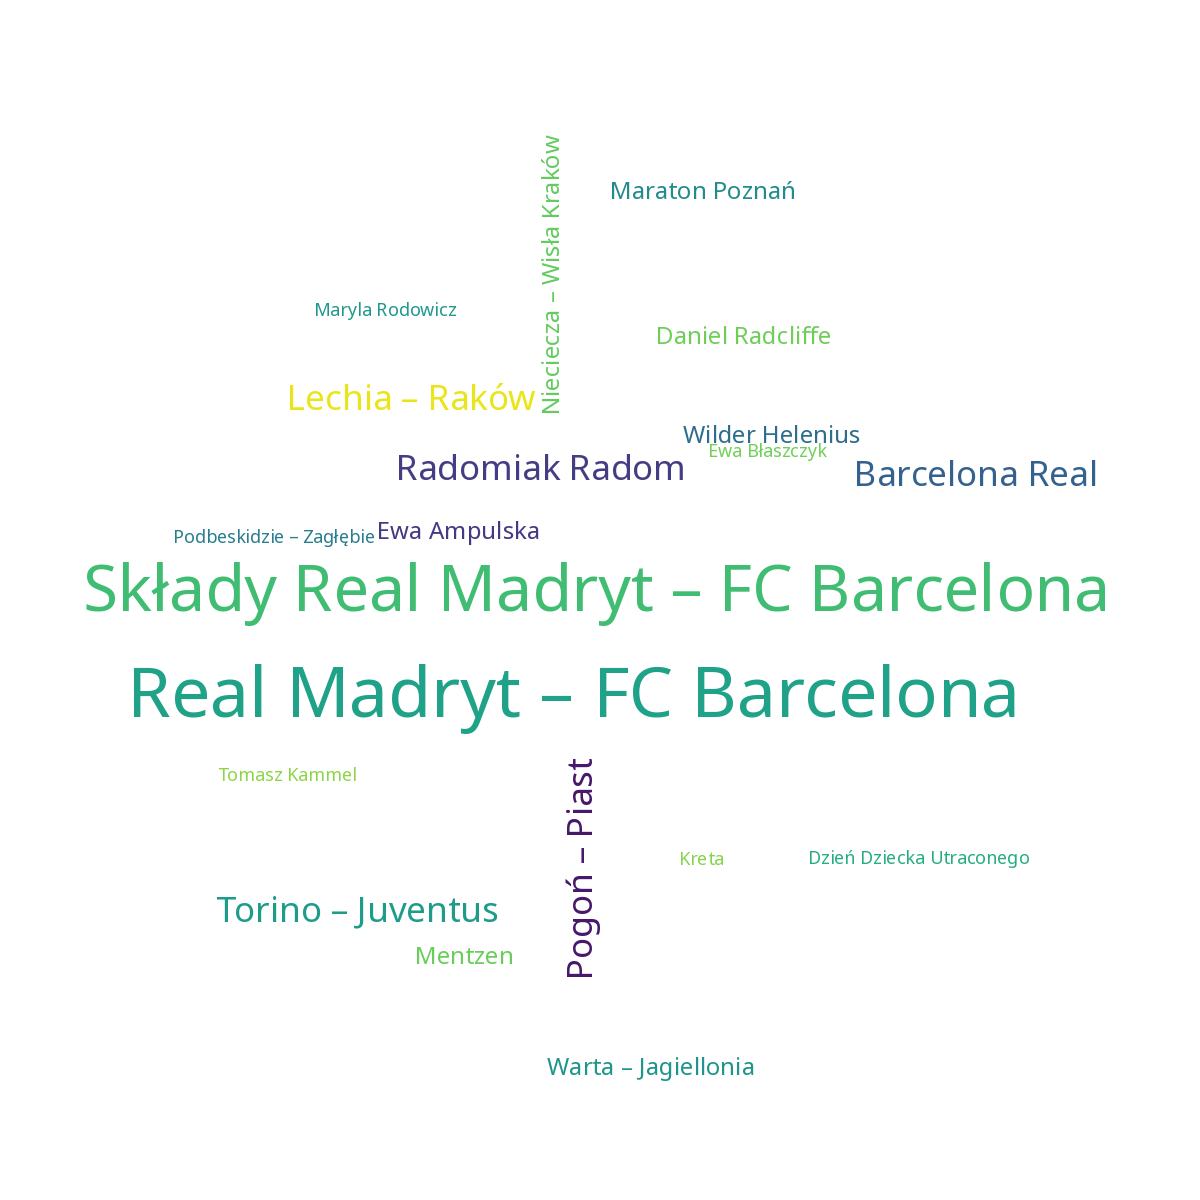 Nieciecza – Wisła Kraków
Maraton Poznań
Maryla Rodowicz
Daniel Radcliffe
Lechia – Raków
Wilder Helenius
Ewa Błaszczyk
Radomiak Radom
Barcelona Real
Podbeskidzie – Zagłębie
Ewa Ampulska
Składy Real Madryt – FC Barcelona
Real Madryt – FC Barcelona
Tomasz Kammel
Pogoń – Piast
Kreta
Dzień Dziecka Utraconego
Torino – Juventus
Mentzen
Warta – Jagiellonia